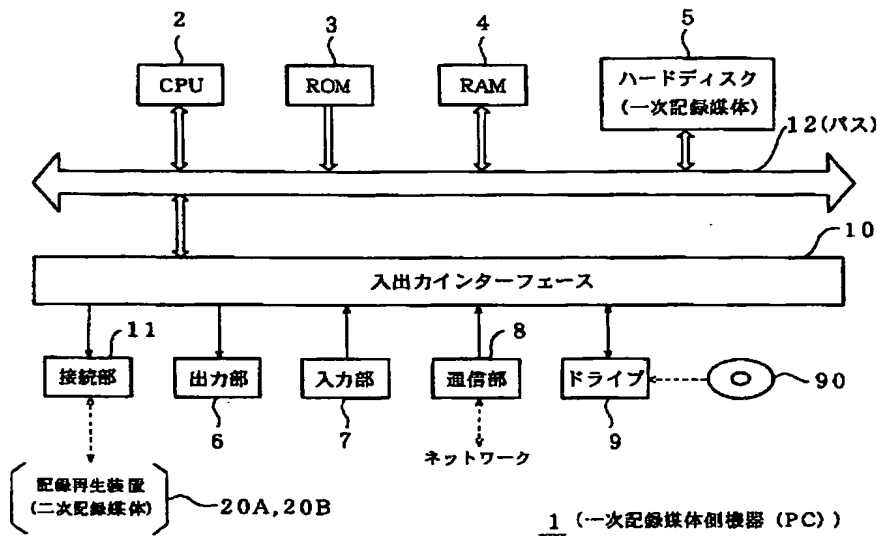 2
3
4
5
CPU
ROM
RAM
ハードディスク
(一次記録媒体)
12(バス)
10
入出力インターフェース
11
8
接続部
出力部
入力部
通信部
ドライブ
90
6
7
9
ネットワーク
記録再生装置
(二次記録媒体)
20A,20B
1 (一次記録媒体側機器 (PC))